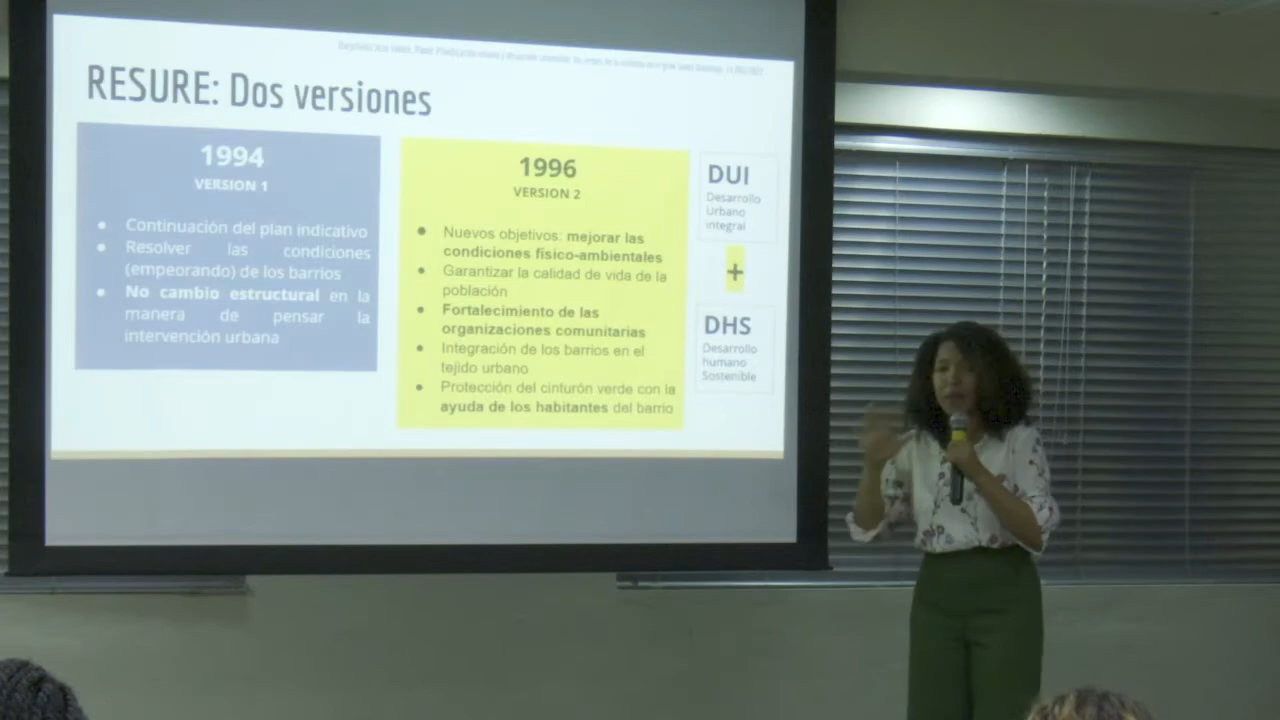 RESURE: Dos versiones
1994
VERSION 1
● Continuación del plan indicativo
● Resolver las condiciones
(empeorando) de los barrios
● No cambio estructural en la
manera de pensar la
intervención urbana
1996
VERSION 2
● Nuevos objetivos: mejorar las
condiciones físico-ambientales
● Garantizar la calidad de vida de la
población
● Fortalecimiento de las
organizaciones comunitarias
● Integración de los barrios en el
tejido urbano
● Protección del cinturón verde con la
ayuda de los habitantes del barrio
DUI
Desarrollo
Urbano
integral
+
DHS
Desarrollo
humano
Sostenible